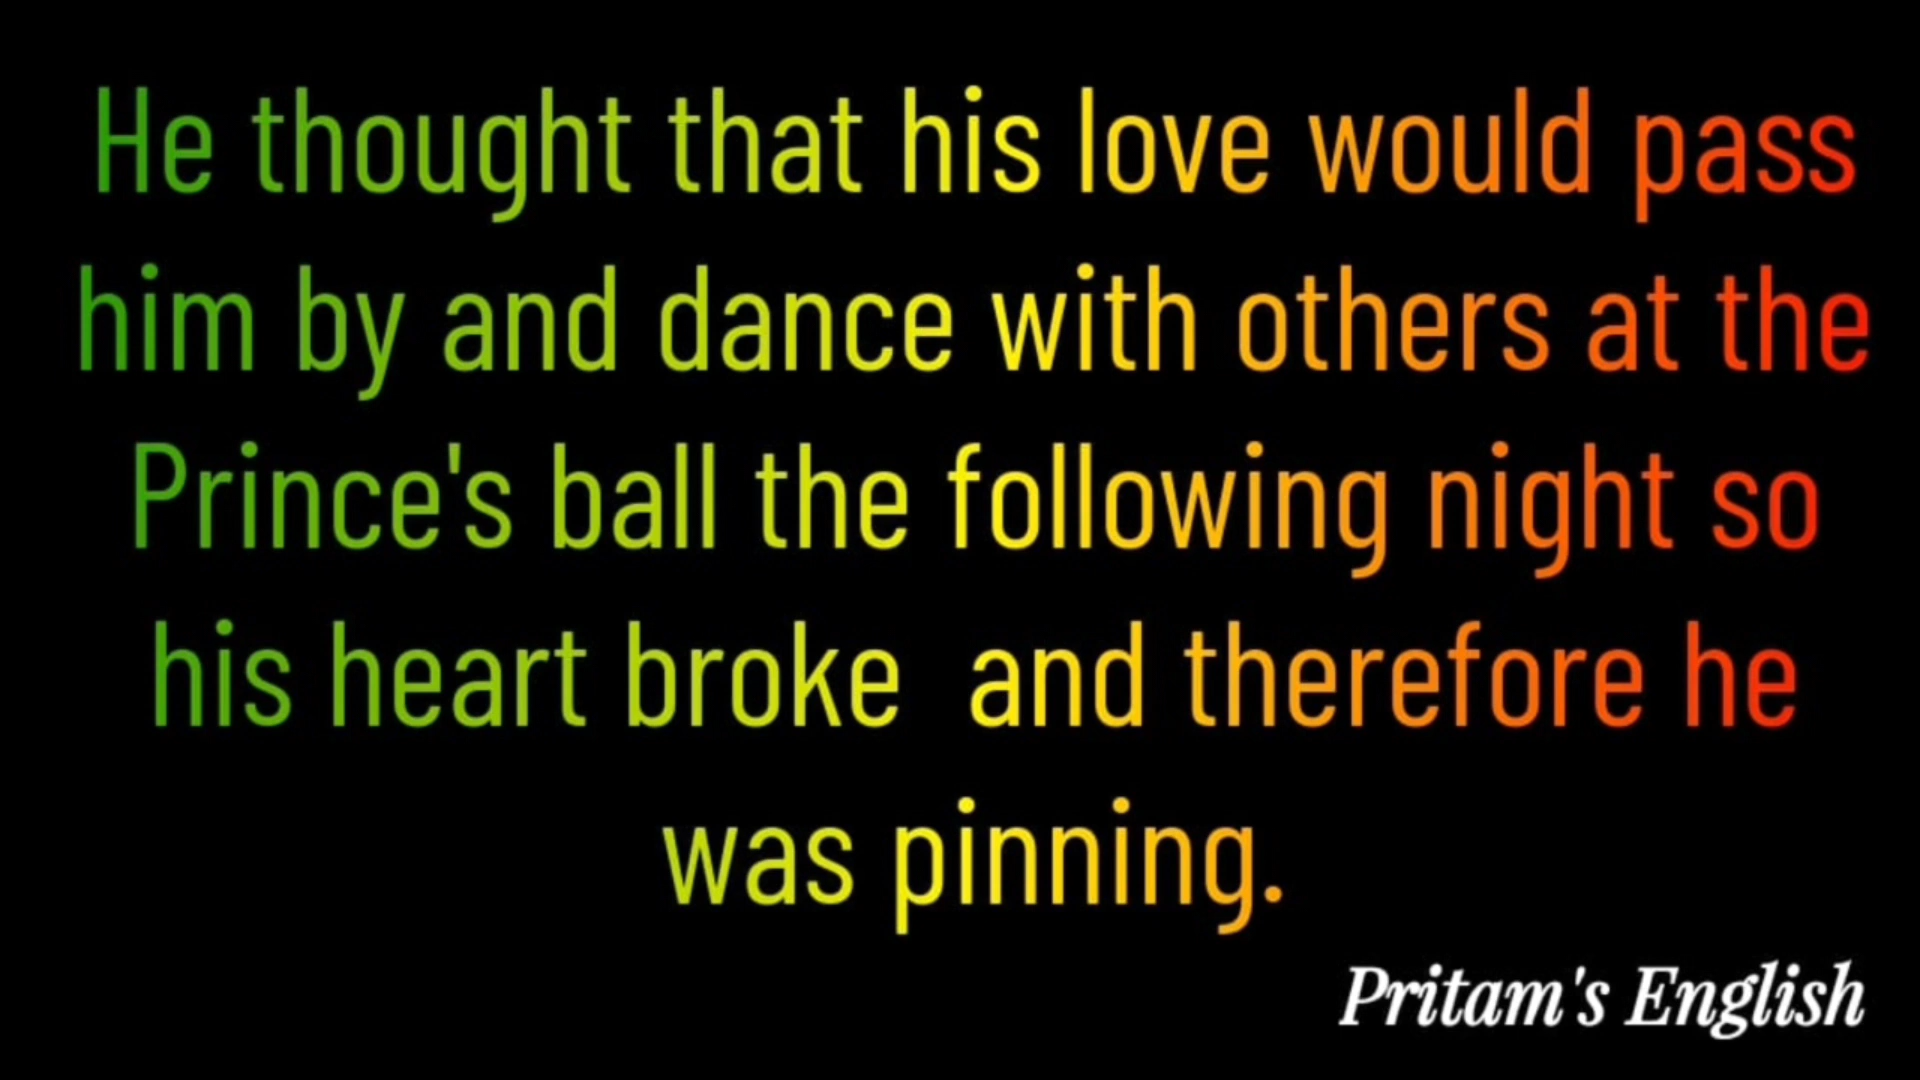 He thought that his love would pass
him by and dance with others at the
Prince's ball the following night so
his heart broke  and therefore he
was pinning.
Pritam's English